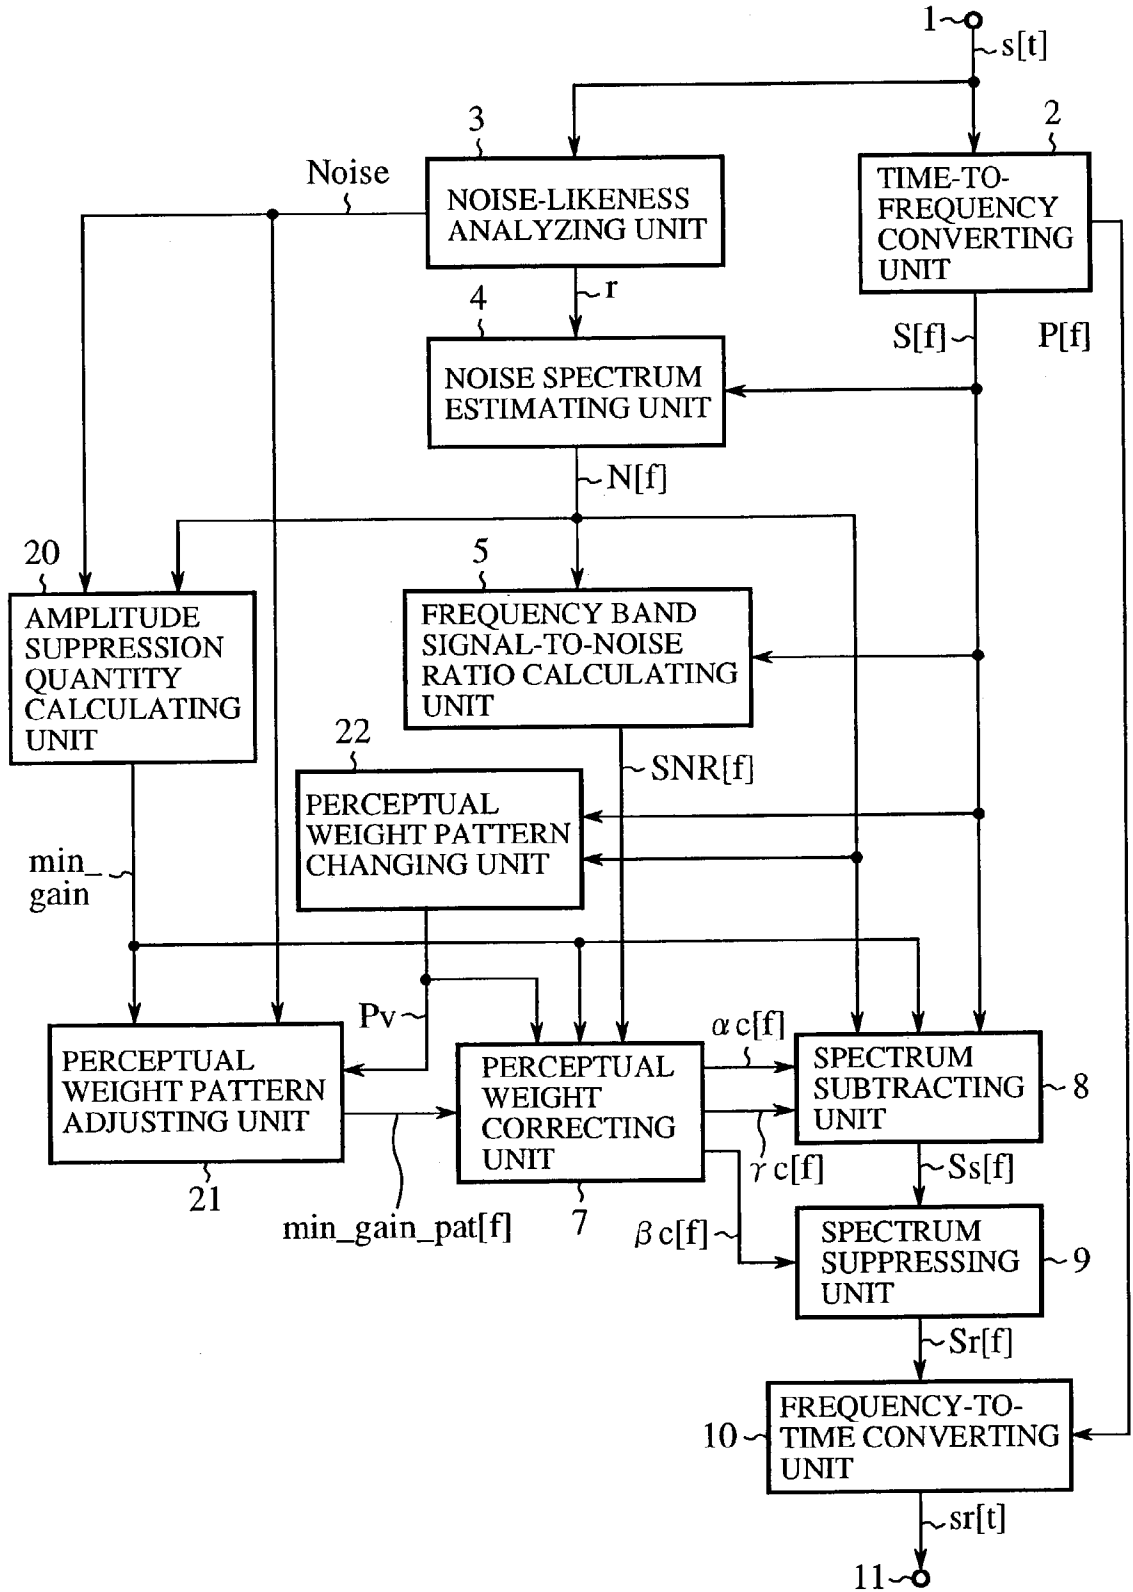 1
s[t]
3
2
Noise
NOISE-LIKENESS
ANALYZING UNIT
TIME-TO-
FREQUENCY
CONVERTING
UNIT
r
4
S[f]
P[f]
NOISE SPECTRUM
ESTIMATING UNIT
N[f]
20
5
AMPLITUDE
SUPPRESSION
QUANTITY
CALCULATING
UNIT
FREQUENCY BAND
SIGNAL-TO-NOISE
RATIO CALCULATING
UNIT
22
SNR[f]
PERCEPTUAL
WEIGHT PATTERN
CHANGING UNIT
min_
gain
Pv
αc[f]
PERCEPTUAL
WEIGHT PATTERN
ADJUSTING UNIT
PERCEPTUAL
WEIGHT
CORRECTING
UNIT
SPECTRUM
SUBTRACTING
UNIT
8
γc[f]
Ss[f]
21
7
min_gain_pat[f]
βc[f]
SPECTRUM
SUPPRESSING
UNIT
9
Sr[f]
10
FREQUENCY-TO-
TIME CONVERTING
UNIT
sr[t]
11